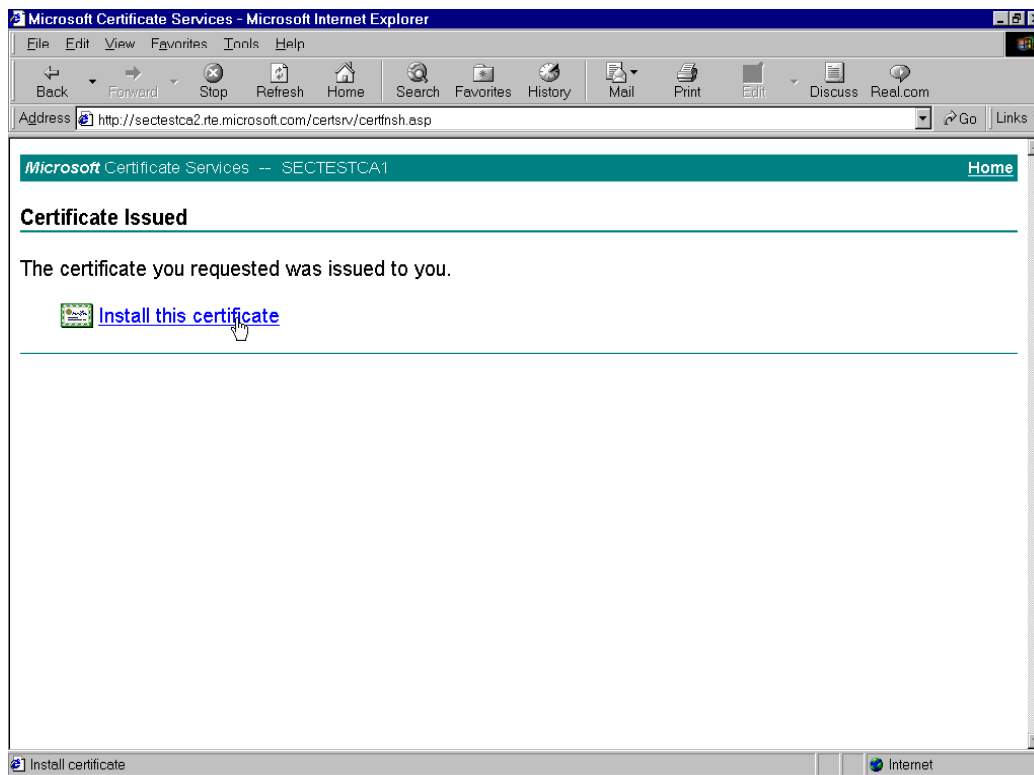 Microsoft Certificate Services - Microsoft Internet Explorer
File Edit View Favorites Tools Help
Back Forward Stop Refresh Home Search Favorites History Mail Print Edit Discuss Real.com
Address http://sectestca2.rte.microsoft.com/certsrv/certfnsh.asp Go Links
Microsoft Certificate Services -- SECTESTCA1 Home
Certificate Issued
The certificate you requested was issued to you.
Install this certificate
Install certificate Internet